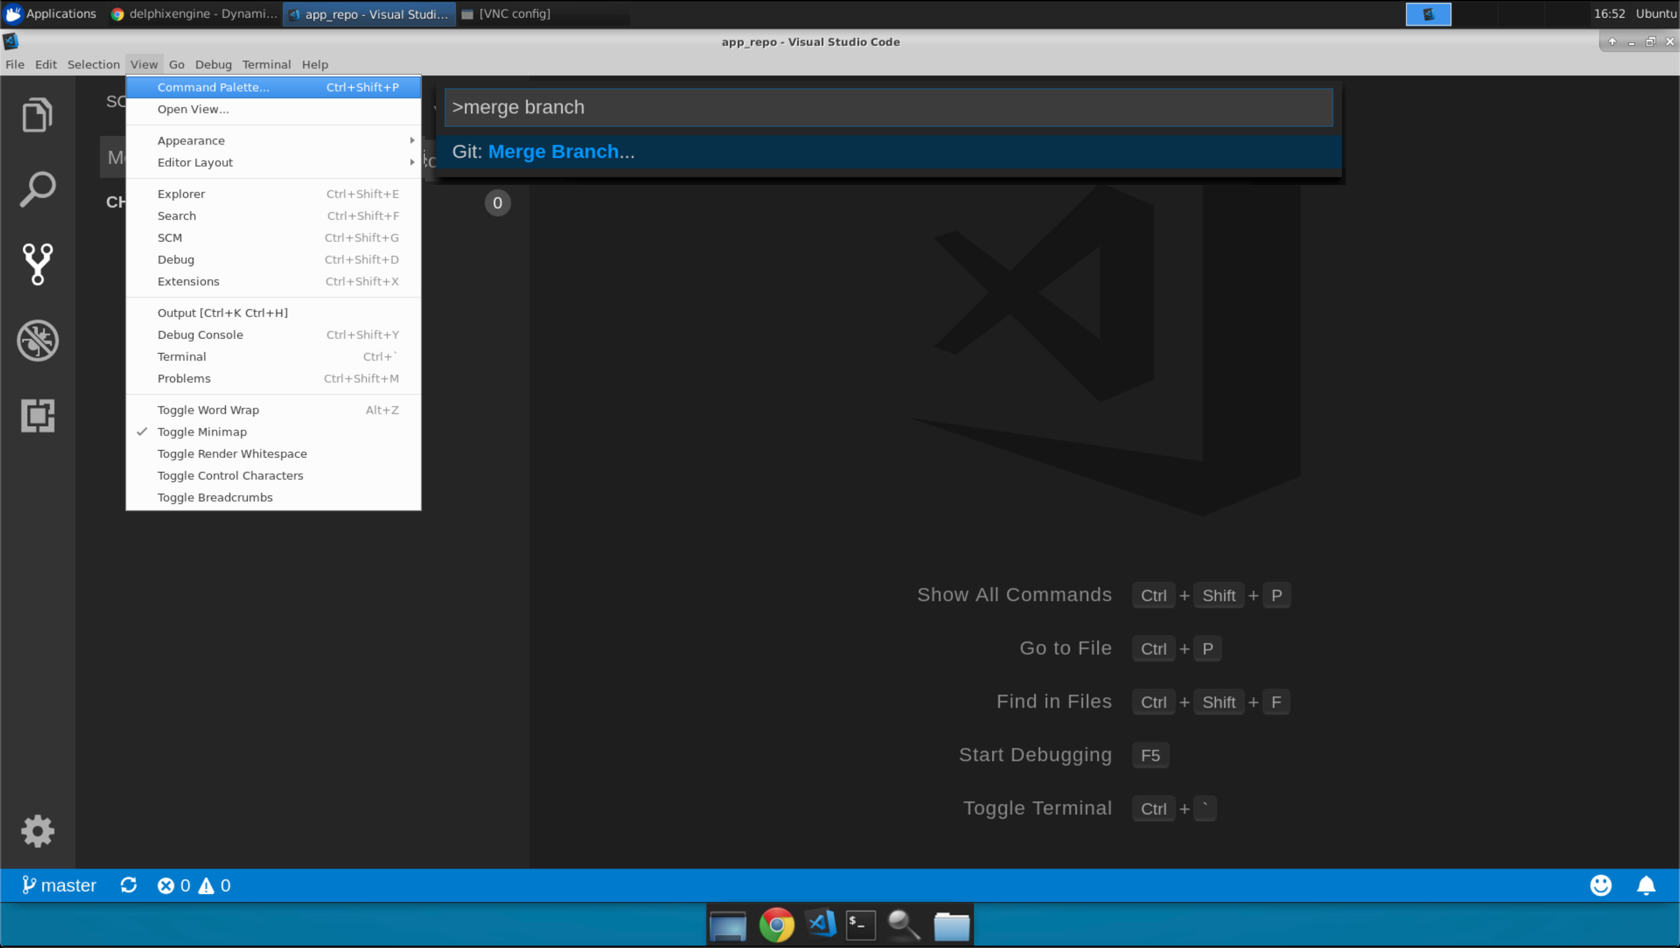 Applications
delphixengine - Dynami...
app_repo - Visual Studi...
[VNC config]
16:52 Ubuntu
app_repo - Visual Studio Code
File Edit Selection View Go Debug Terminal Help
Command Palette... Ctrl+Shift+P
Open View...
Appearance
Editor Layout
Explorer Ctrl+Shift+E
Search Ctrl+Shift+F
SCM Ctrl+Shift+G
Debug Ctrl+Shift+D
Extensions Ctrl+Shift+X
Output [Ctrl+K Ctrl+H]
Debug Console Ctrl+Shift+Y
Terminal Ctrl+`
Problems Ctrl+Shift+M
Toggle Word Wrap Alt+Z
Toggle Minimap
Toggle Render Whitespace
Toggle Control Characters
Toggle Breadcrumbs
0
>merge branch
Git: Merge Branch...
Show All Commands Ctrl + Shift + P
Go to File Ctrl + P
Find in Files Ctrl + Shift + F
Start Debugging F5
Toggle Terminal Ctrl + `
master 0 0
$_